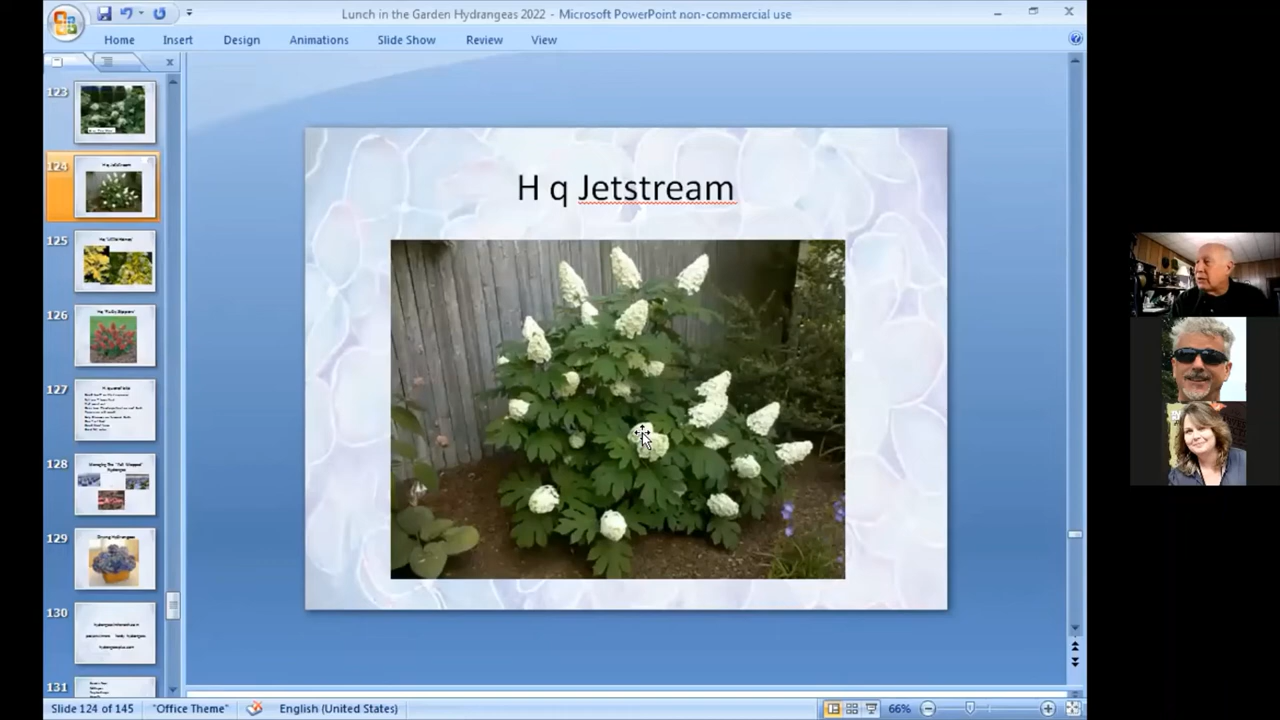 Lunch in the Garden Hydrangeas 2022 - Microsoft PowerPoint non-commercial use
Home Insert Design Animations Slide Show Review View
123
124
125
126
127
128
129
130
131
H q Jetstream
Slide 124 of 145 "Office Theme" English (United States) 66%